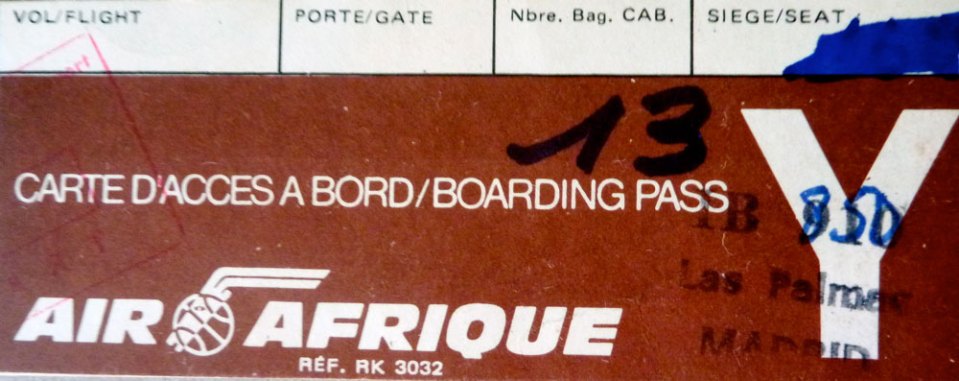 VOL/FLIGHT PORTE/GATE Nbre. Bag. CAB. SIEGE/SEAT
13
Y
CARTE D'ACCES A BORD/BOARDING PASS
IB 850
Las Palmas
MADRID
AIR AFRIQUE
RÉF. RK 3032